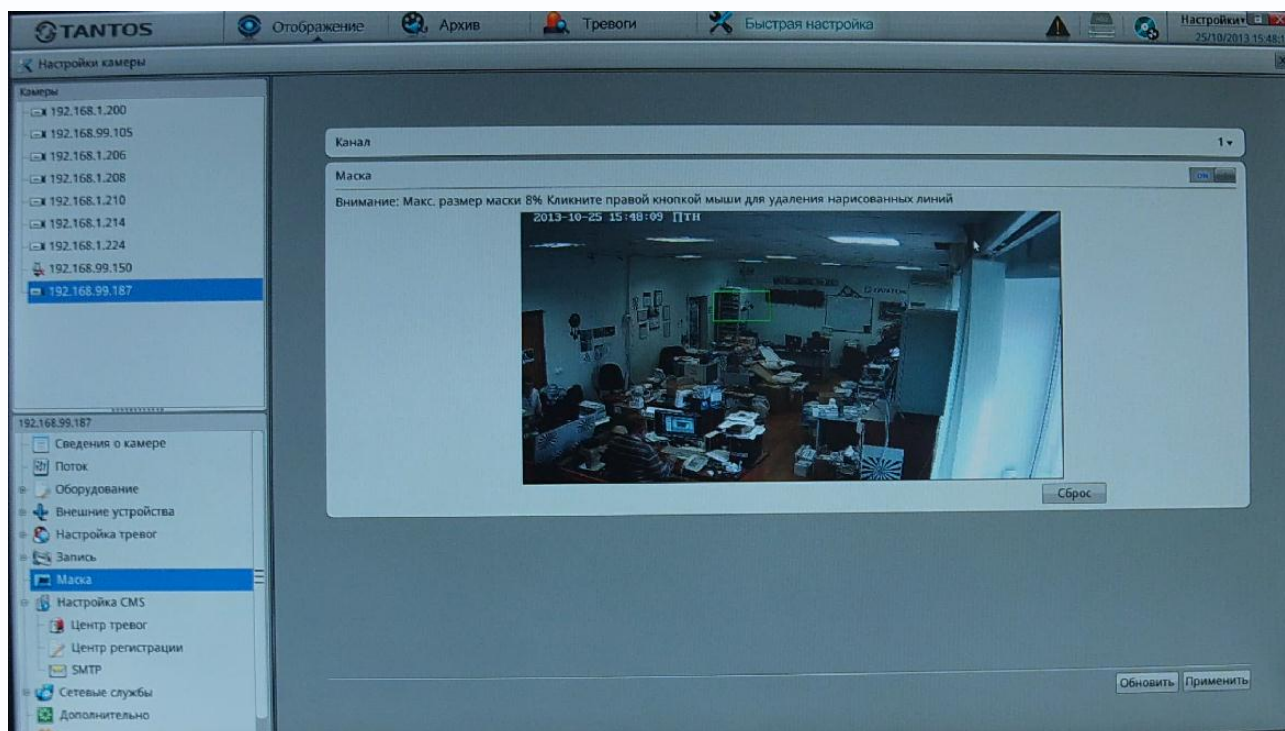 TANTOS
Отображение
Архив
Тревоги
Быстрая настройка
Настройки
25/10/2013 15:48:1
Настройки камеры
Камеры
192.168.1.200
192.168.99.105
192.168.1.206
192.168.1.208
192.168.1.210
192.168.1.214
192.168.1.224
192.168.99.150
192.168.99.187
Канал
1
Маска
ON
Внимание: Макс. размер маски 8% Кликните правой кнопкой мыши для удаления нарисованных линий
2013-10-25 15:48:09 ПТН
TANTOS
Сброс
192.168.99.187
Сведения о камере
Поток
Оборудование
Внешние устройства
Настройка тревог
Запись
Маска
Настройка CMS
Центр тревог
Центр регистрации
SMTP
Сетевые службы
Дополнительно
Обновить
Применить